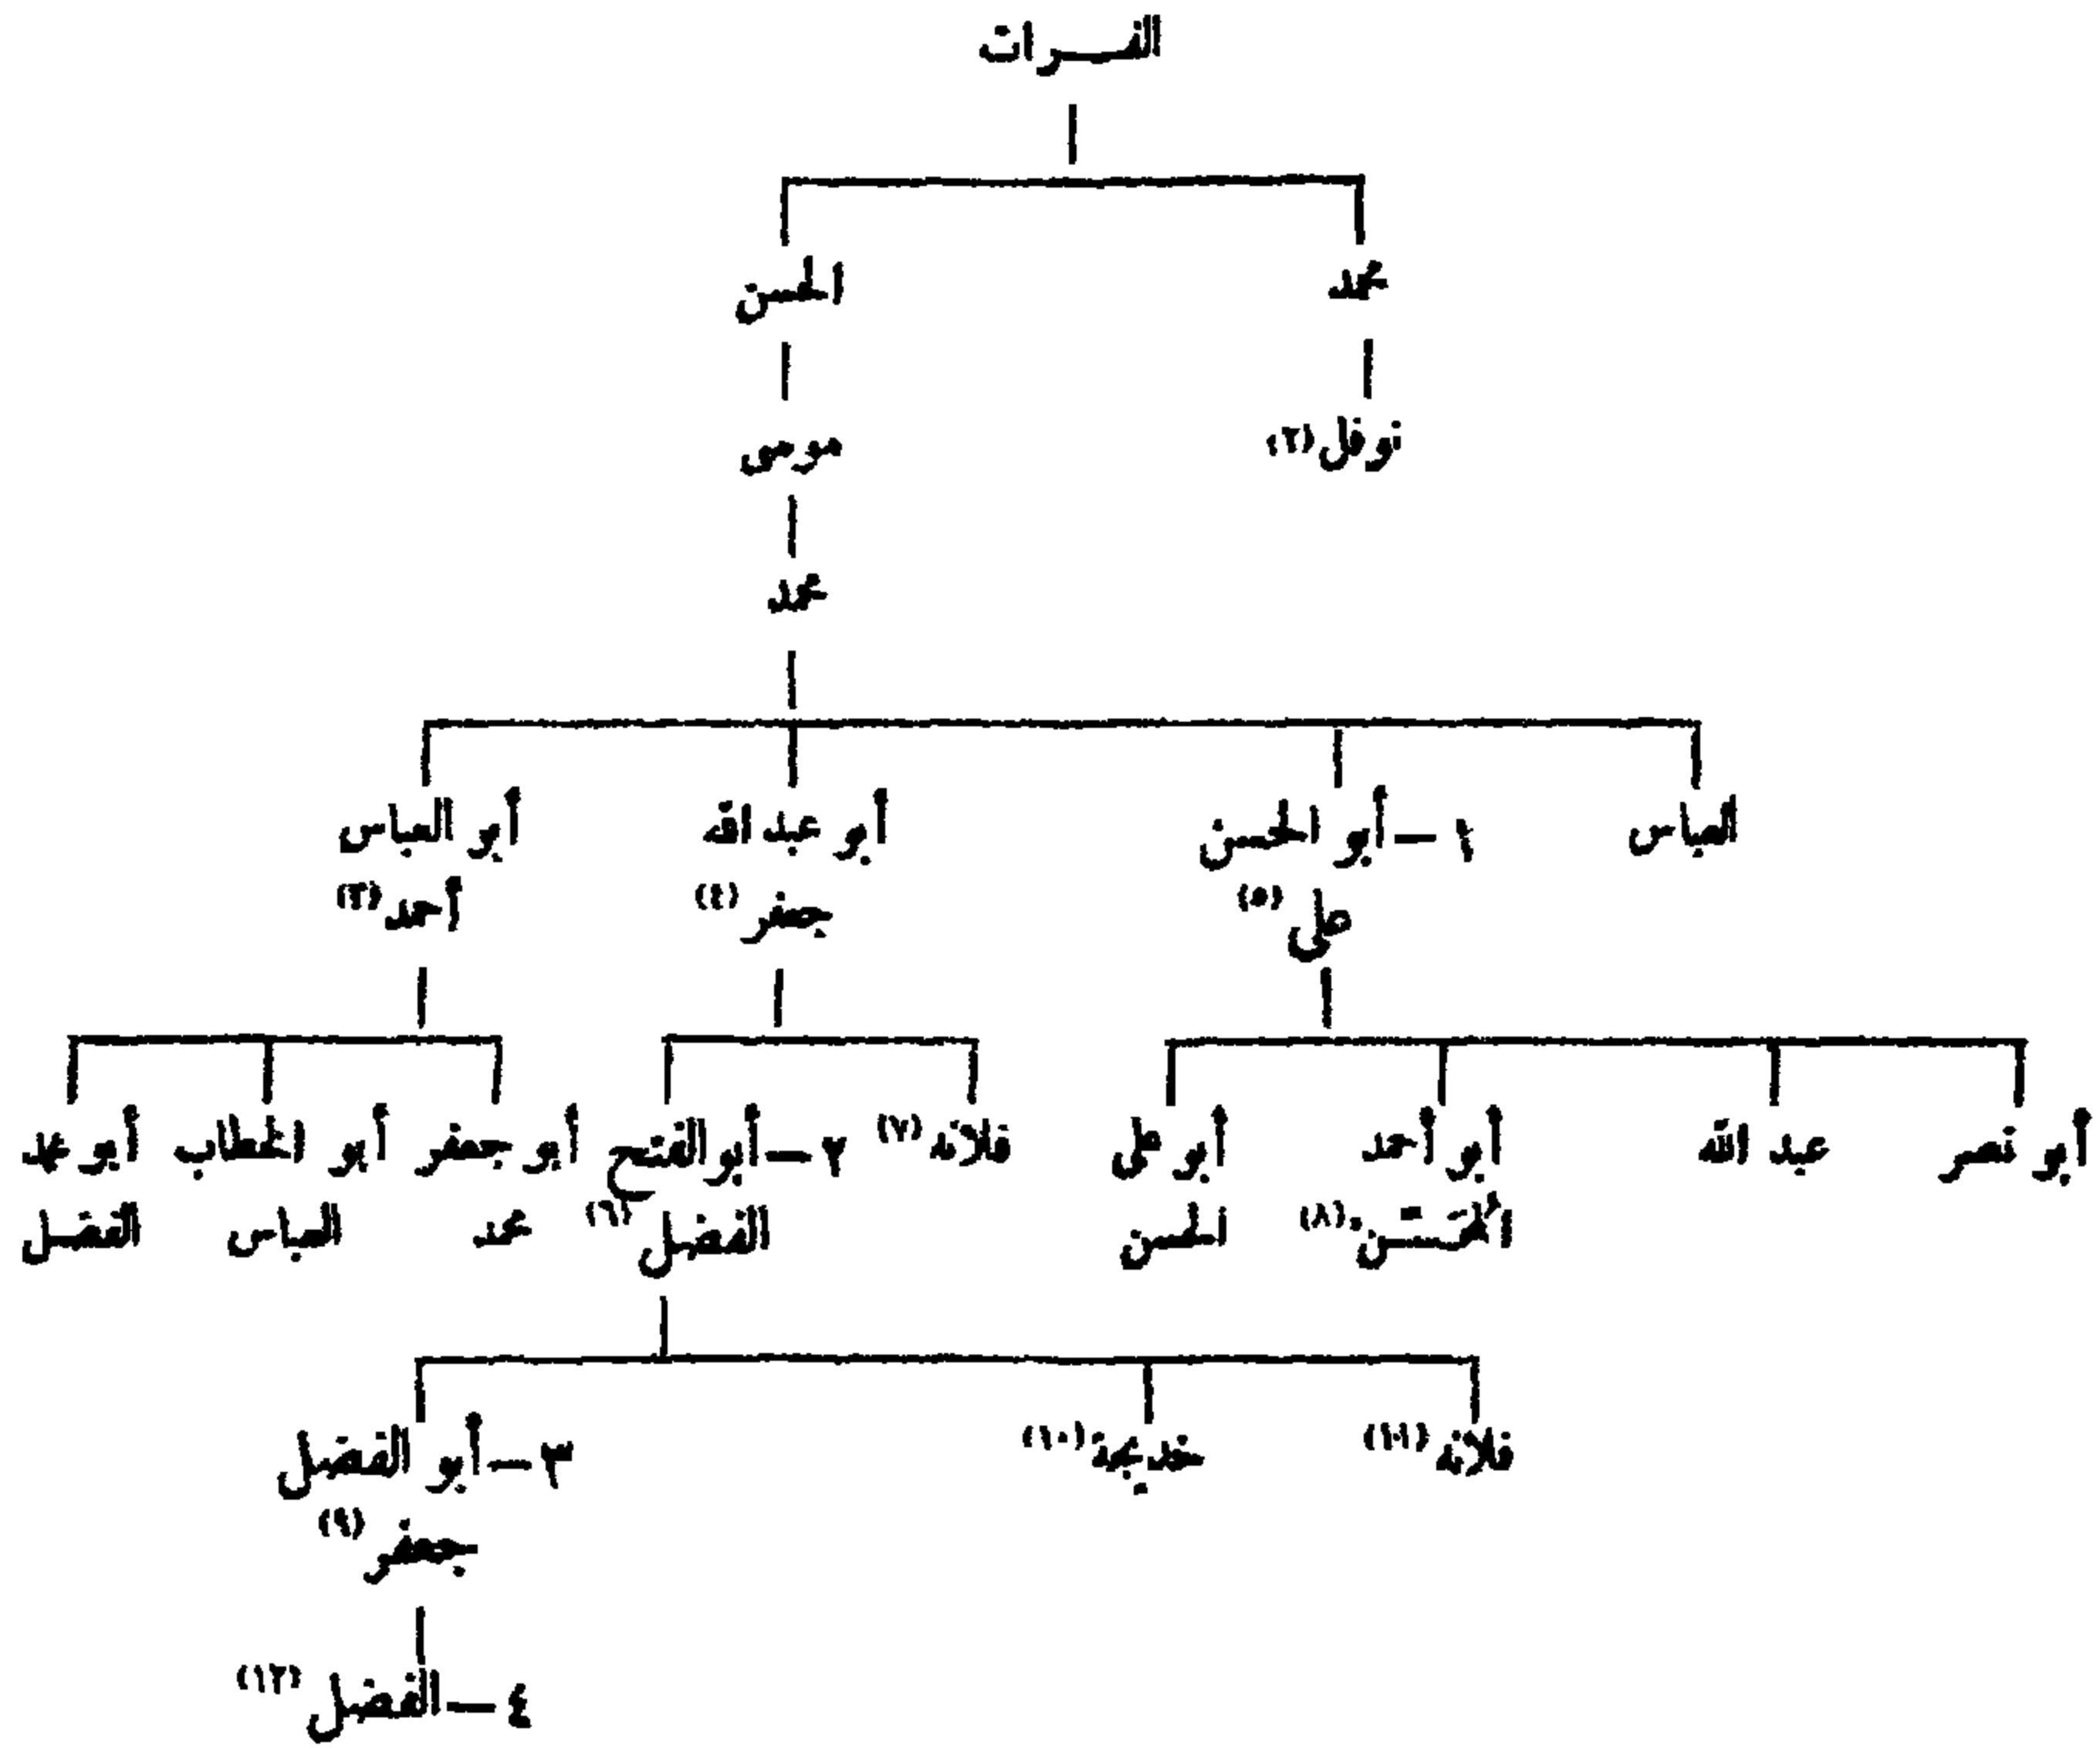 الفرات
محمد
الحسن
نوفل (٢)
موسى
محمد
العباس
١ - أبو الحسن
أبو عبد الله
أبو العباس
علي (٥)
جعفر (٤)
أحمد (٣)
أبو نصر
عبد الله
أبو أحمد
أبو علي
فلانة (٧)
٢ - أبو الفتح
أبو جعفر
أبو الخطاب
أبو محمد
المحسّن (٨)
الحسن
الفضل (٦)
محمد
العباس
الفضل
فلانة (١١)
خديجة (١٠)
٣ - أبو الفضل
جعفر (٩)
٤ - الفضل (١٢)